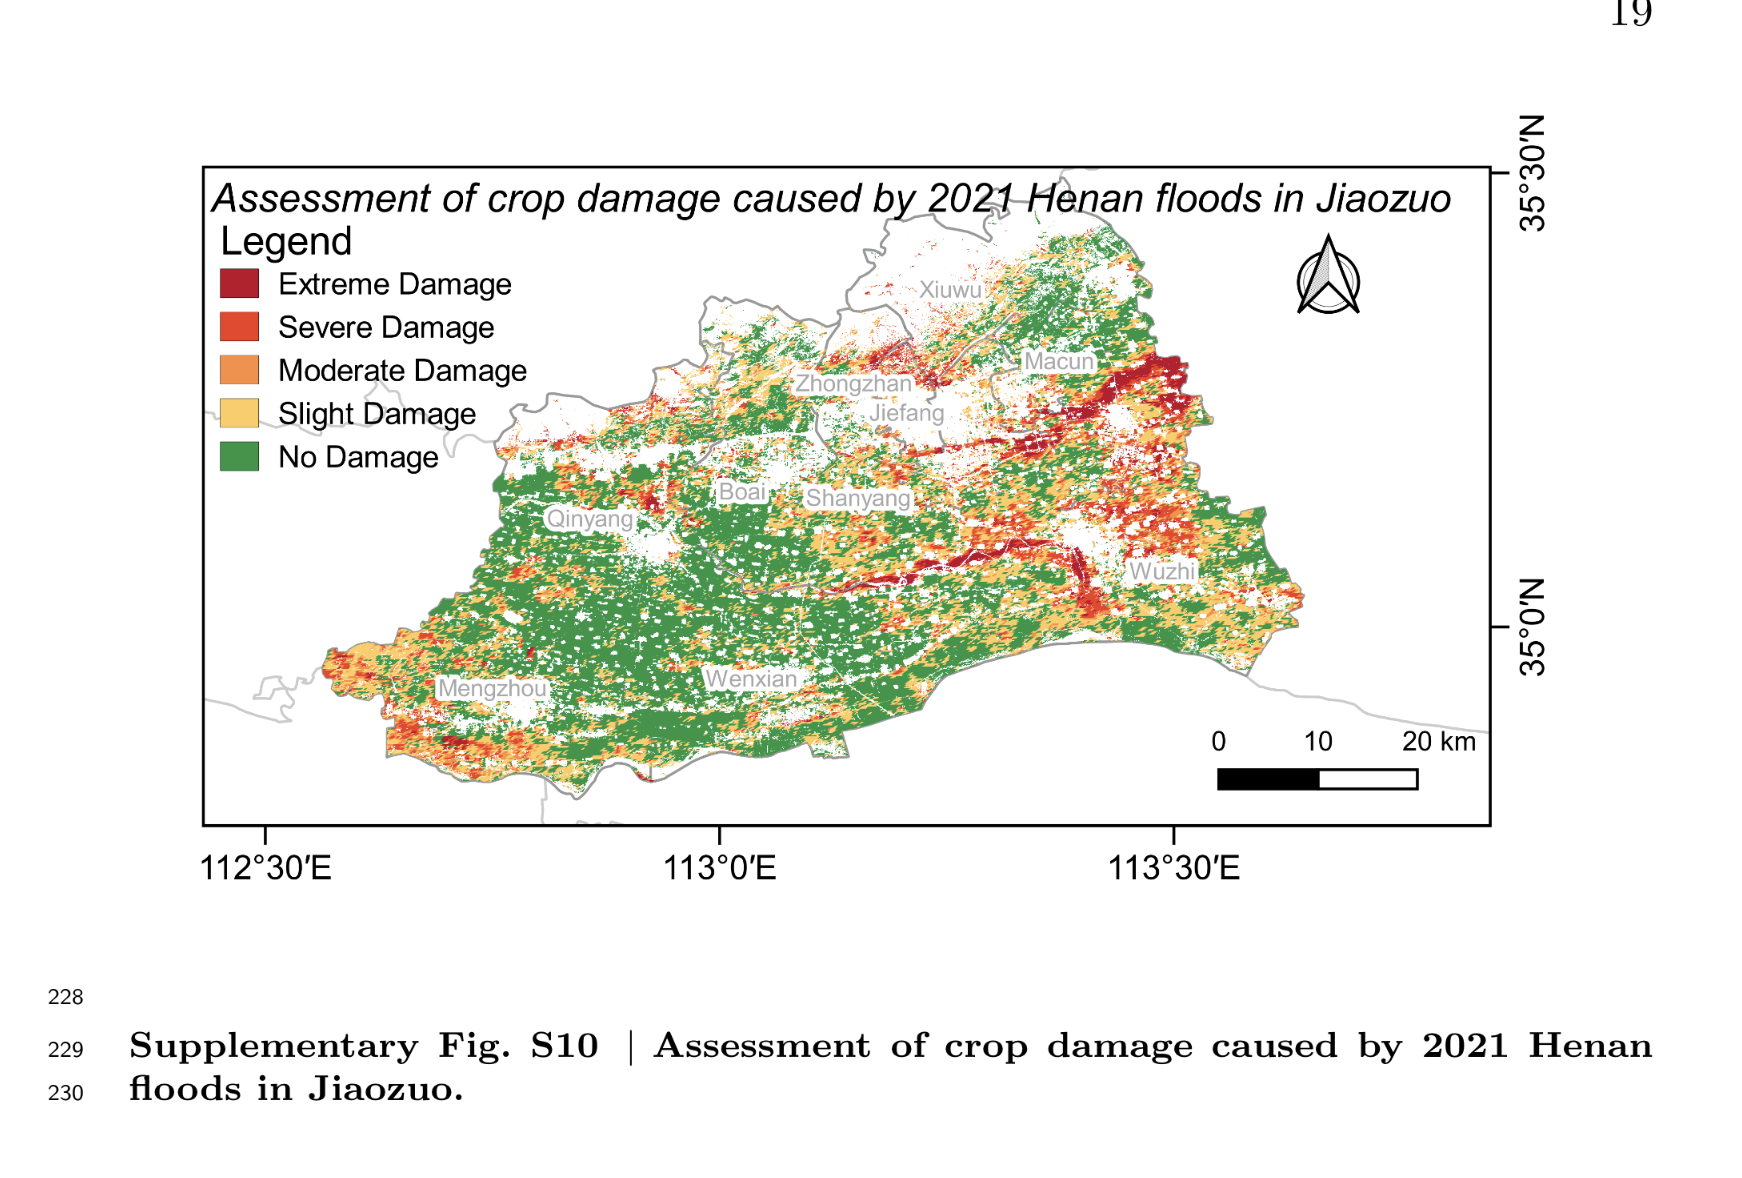 19
Assessment of crop damage caused by 2021 Henan floods in Jiaozuo
Legend
Extreme Damage
Severe Damage
Moderate Damage
Slight Damage
No Damage
Xiuwu
Macun
Zhongzhan
Jiefang
Boai
Shanyang
Qinyang
Wuzhi
Wenxian
Mengzhou
35°30′N
35°0′N
0 10 20 km
112°30′E 113°0′E 113°30′E
228
229 Supplementary Fig. S10 | Assessment of crop damage caused by 2021 Henan
230 floods in Jiaozuo.